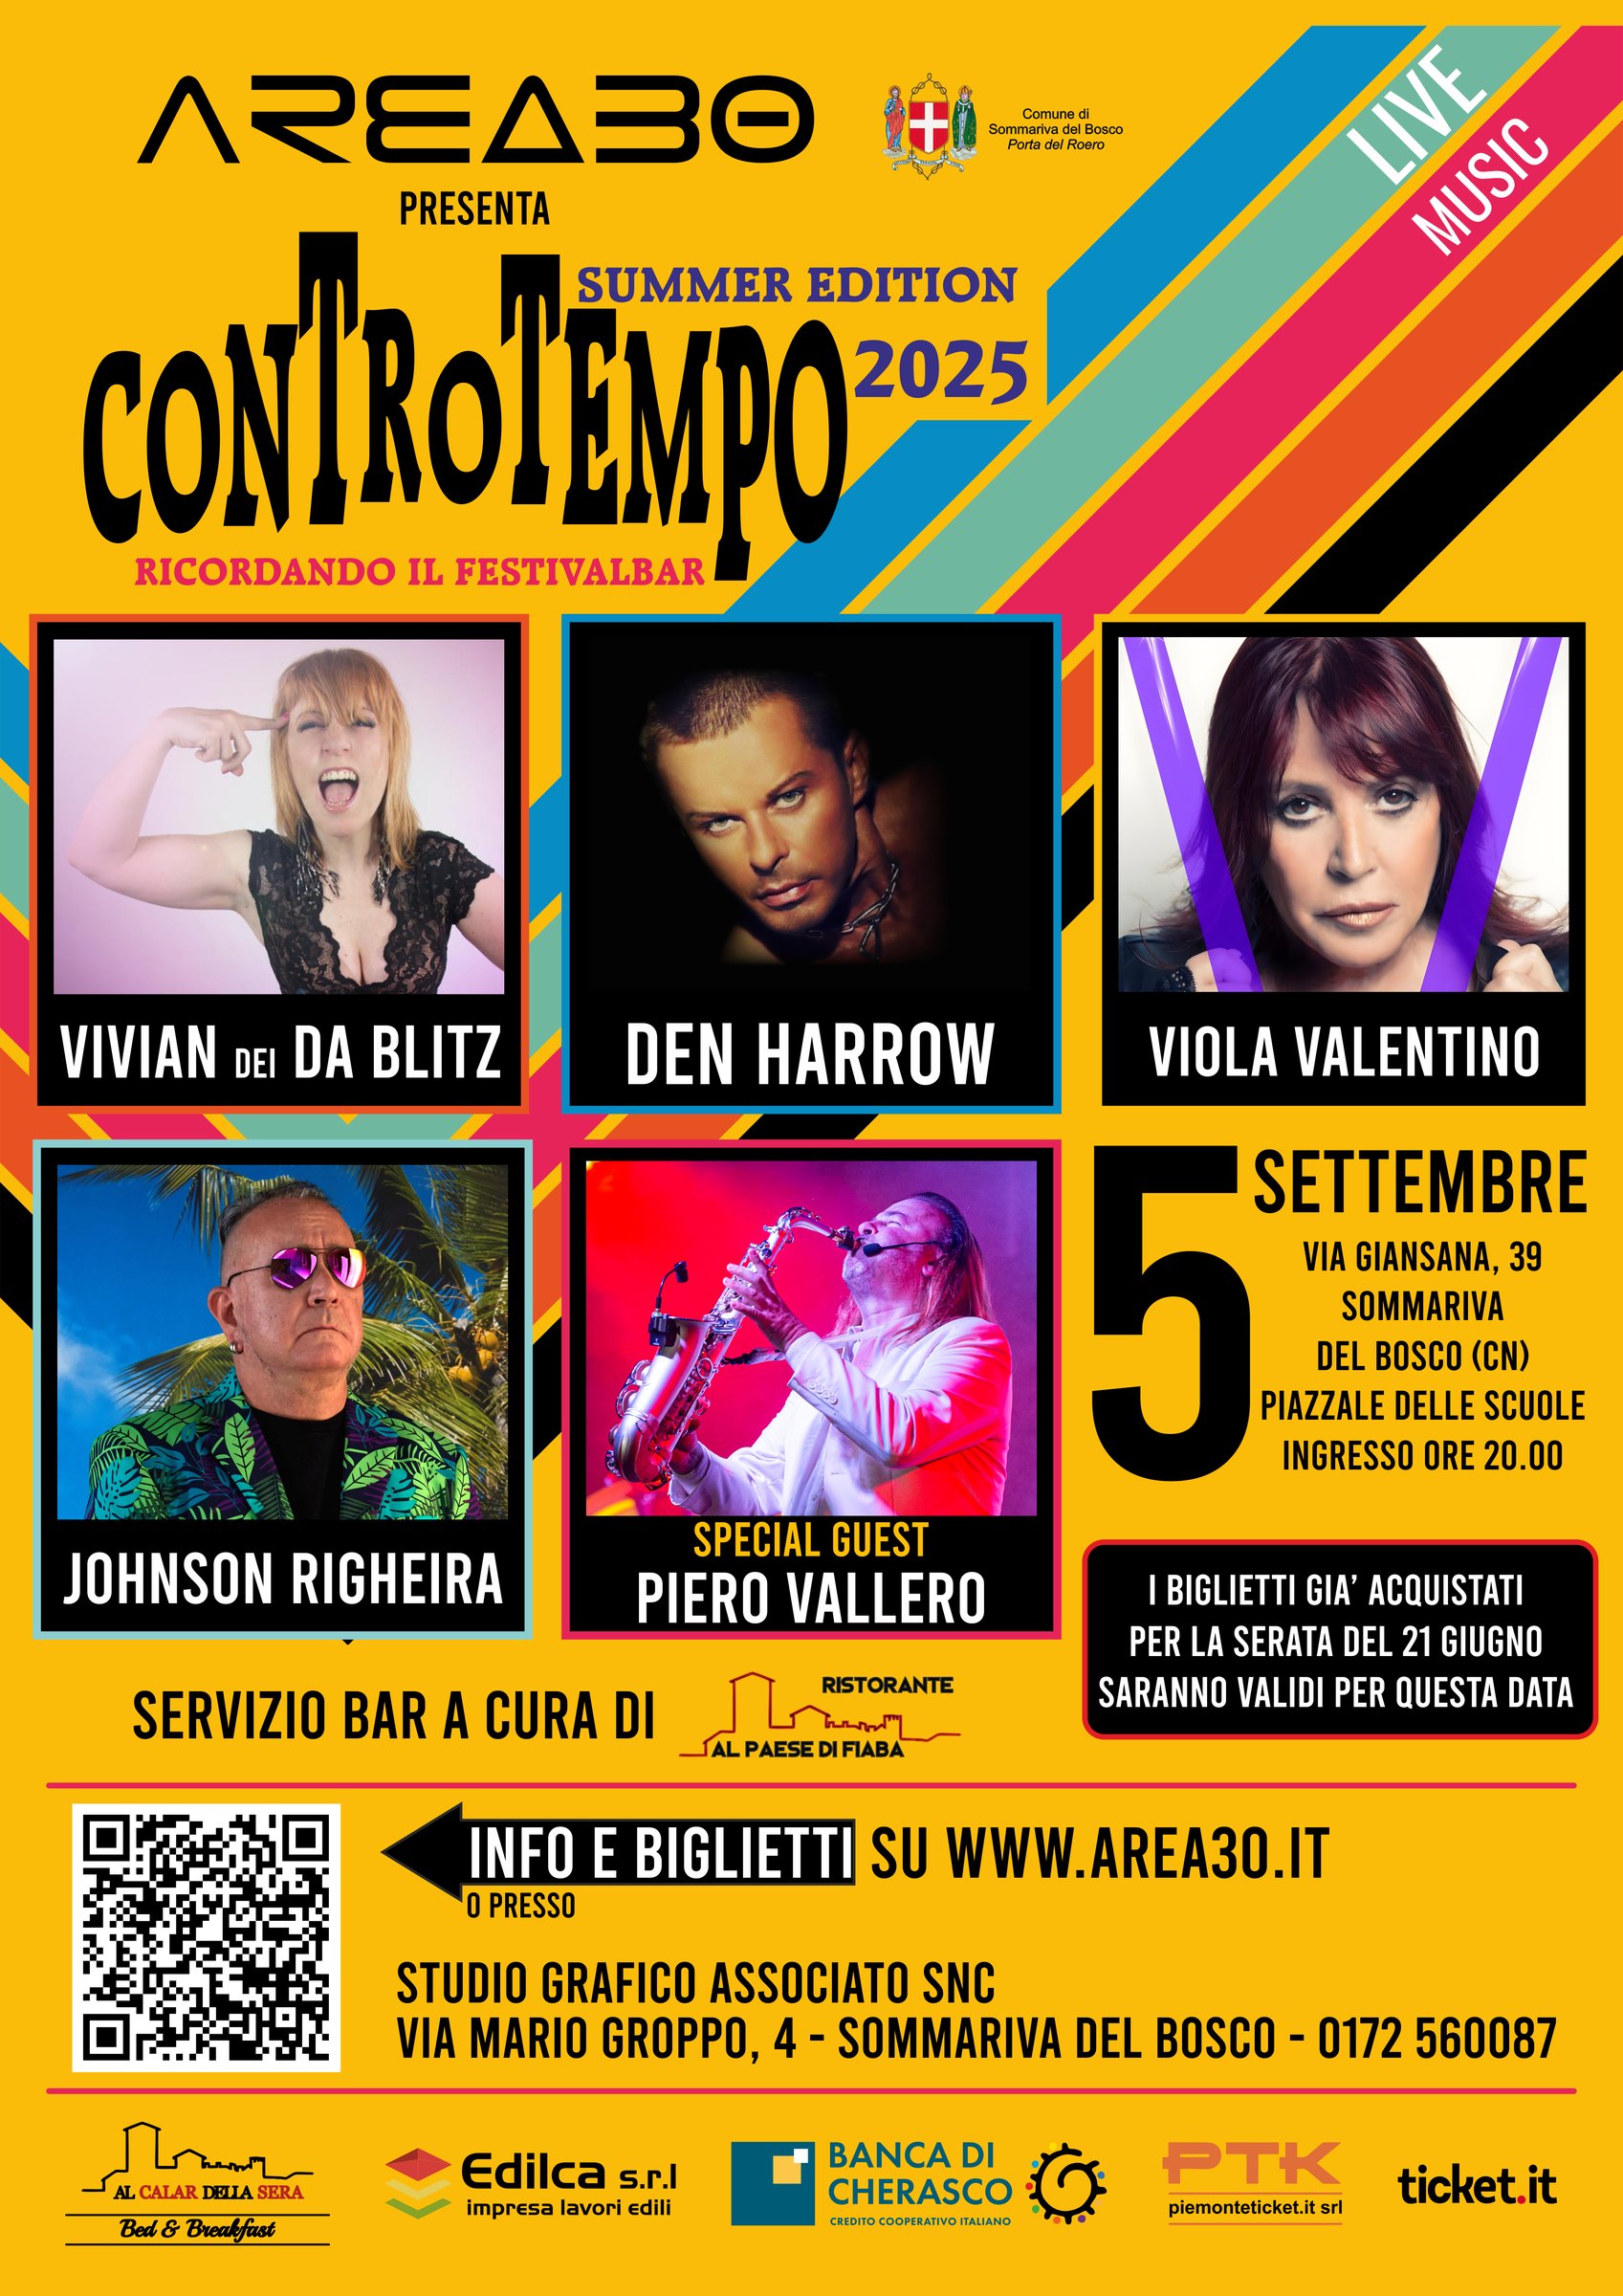 AREA30
Comune di
Sommariva del Bosco
Porta del Roero
LIVE
MUSIC
PRESENTA
SUMMER EDITION
CONTROTEMPO
2025
RICORDANDO IL FESTIVALBAR
VIVIAN DEI DA BLITZ
DEN HARROW
VIOLA VALENTINO
JOHNSON RIGHEIRA
SPECIAL GUEST
PIERO VALLERO
5 SETTEMBRE
VIA GIANSANA, 39
SOMMARIVA
DEL BOSCO (CN)
PIAZZALE DELLE SCUOLE
INGRESSO ORE 20.00
I BIGLIETTI GIA’ ACQUISTATI
PER LA SERATA DEL 21 GIUGNO
SARANNO VALIDI PER QUESTA DATA
SERVIZIO BAR A CURA DI
RISTORANTE
AL PAESE DI FIABA
INFO E BIGLIETTI SU WWW.AREA30.IT
O PRESSO
STUDIO GRAFICO ASSOCIATO SNC
VIA MARIO GROPPO, 4 - SOMMARIVA DEL BOSCO - 0172 560087
AL CALAR DELLA SERA
Bed & Breakfast
Edilca s.r.l
impresa lavori edili
BANCA DI
CHERASCO
CREDITO COOPERATIVO ITALIANO
PTK
piemonteticket.it srl
ticket.it